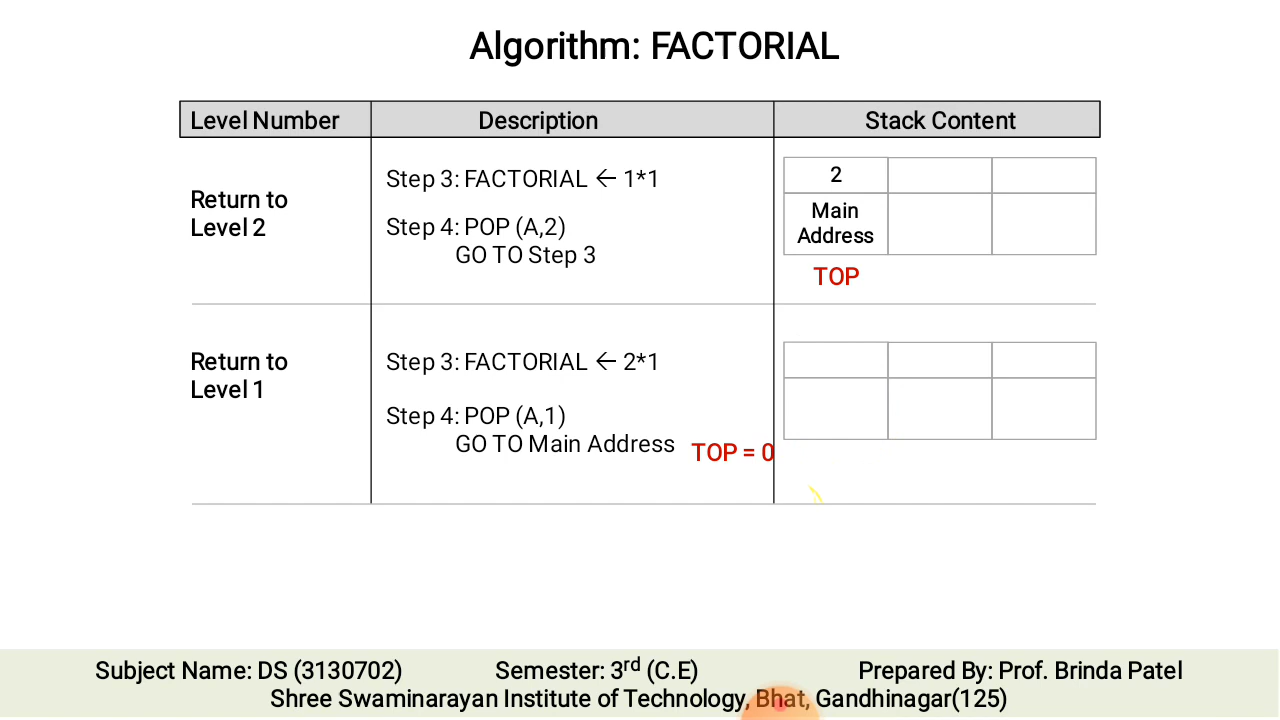 Algorithm: FACTORIAL
Level Number Description Stack Content
Return to
Level 2
Step 3: FACTORIAL ← 1*1
Step 4: POP (A,2)
GO TO Step 3
2
Main
Address
TOP
Return to
Level 1
Step 3: FACTORIAL ← 2*1
Step 4: POP (A,1)
GO TO Main Address
TOP = 0
Subject Name: DS (3130702) Semester: 3rd (C.E) Prepared By: Prof. Brinda Patel
Shree Swaminarayan Institute of Technology, Bhat, Gandhinagar(125)